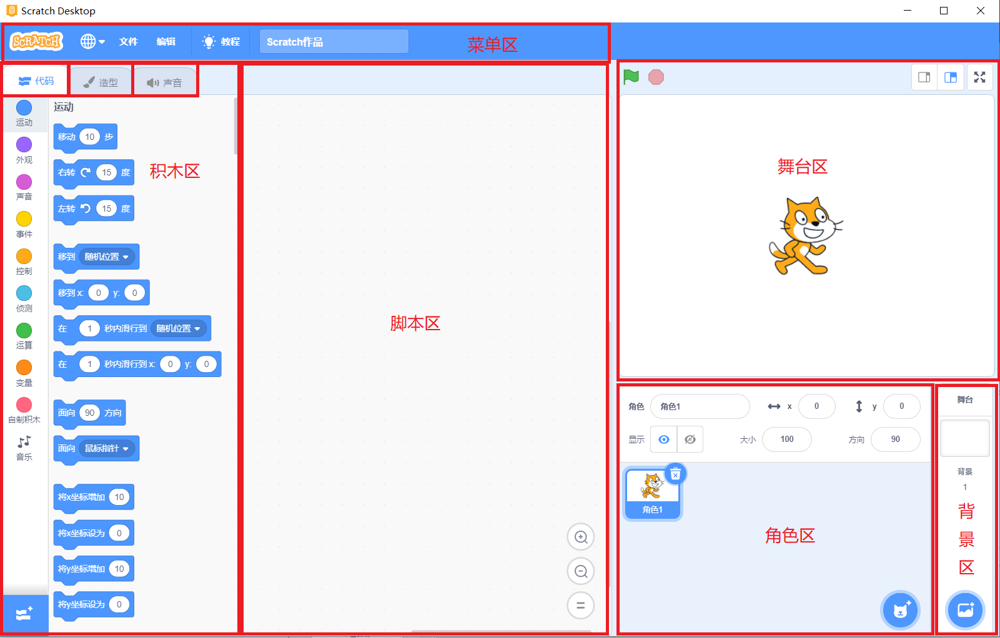 Scratch Desktop
SCRATCH 文件 编辑 教程 Scratch作品 菜单区
代码 造型 声音
运动
外观
声音
事件
控制
侦测
运算
变量
自制积木
音乐
运动
移动 10 步
右转 15 度
积木区
左转 15 度
移到 随机位置
移到 x: 0 y: 0
在 1 秒内滑行到 随机位置
在 1 秒内滑行到 x: 0 y: 0
面向 90 方向
面向 鼠标指针
将x坐标增加 10
将x坐标设为 0
将y坐标增加 10
将y坐标设为 0
脚本区
舞台区
角色 角色1 x 0 y 0
显示 大小 100 方向 90
角色1
角色区
舞台
背景
1
背
景
区